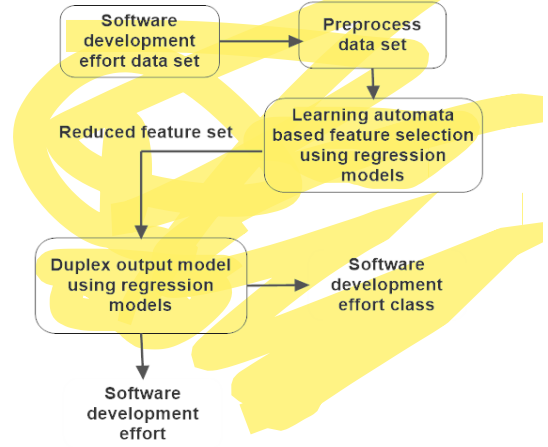 Software
development
effort data set
Preprocess
data set
Learning automata
based feature selection
using regression
models
Reduced feature set
Duplex output model
using regression
models
Software
development
effort class
Software
development
effort